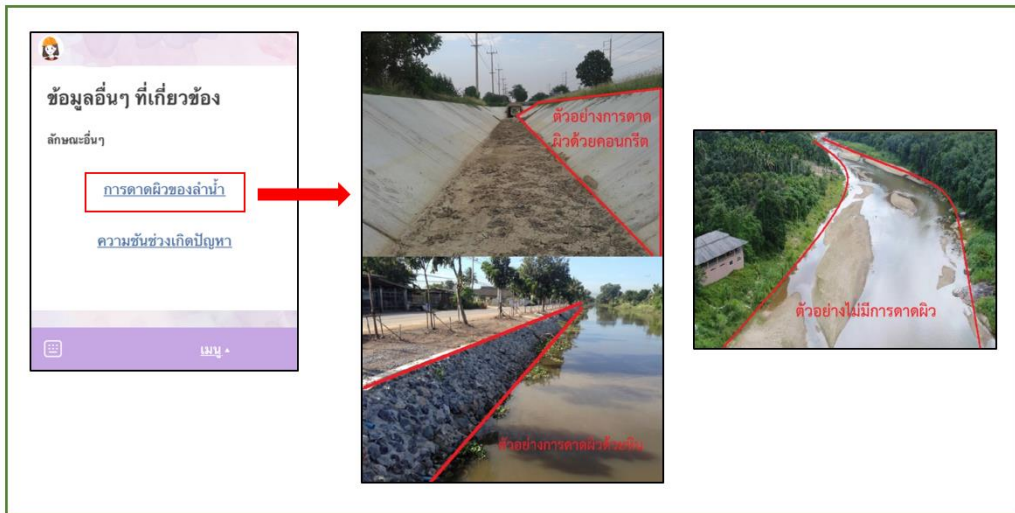 ข้อมูลอื่นๆ ที่เกี่ยวข้อง
ลักษณะอื่นๆ
การดาดผิวของลำน้ำ
ความชันช่วงเกิดปัญหา
เมนู
ตัวอย่างการดาด
ผิวด้วยคอนกรีต
ตัวอย่างการดาดผิวด้วยหิน
ตัวอย่างไม่มีการดาดผิว